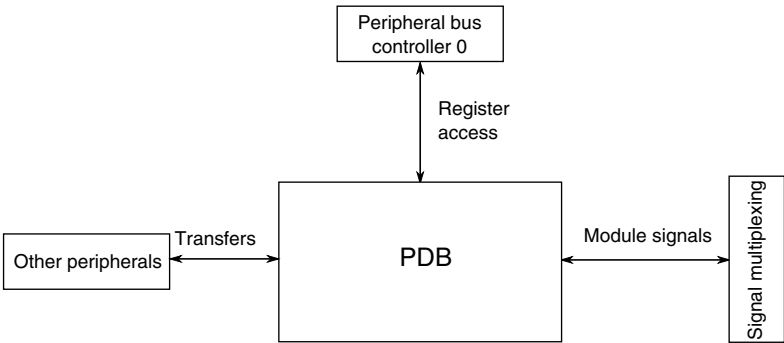 Peripheral bus
controller 0
Register
access
Transfers
Other peripherals
PDB
Module signals
Signal multiplexing